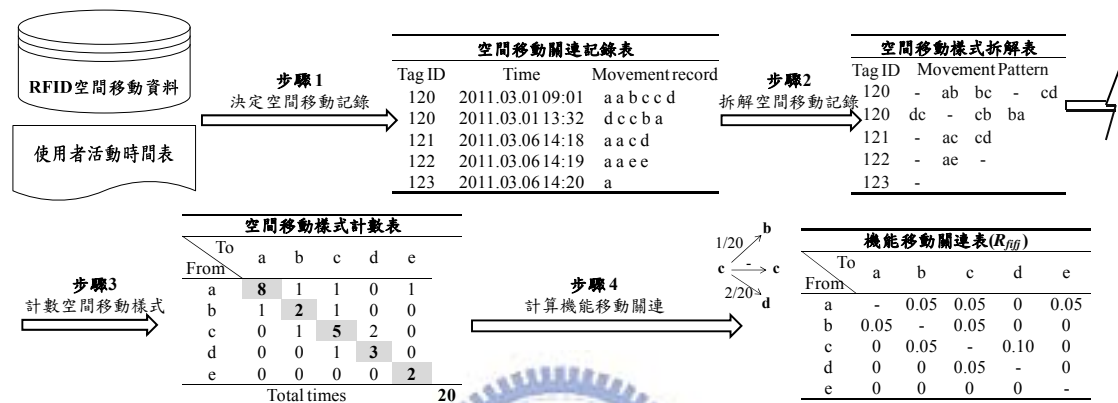 RFID空間移動資料
使用者活動時間表
步驟1
決定空間移動記錄
空間移動關連記錄表
Tag ID Time Movement record
120 2011.03.01 09:01 a a b c c d
120 2011.03.01 13:32 d c c b a
121 2011.03.06 14:18 a a c d
122 2011.03.06 14:19 a a e e
123 2011.03.06 14:20 a
步驟2
拆解空間移動記錄
空間移動樣式拆解表
Tag ID Movement Pattern
120 - ab bc - cd
120 dc - cb ba
121 - ac cd
122 - ae -
123 -
步驟3
計數空間移動樣式
空間移動樣式計數表
To
From a b c d e
a 8 1 1 0 1
b 1 2 1 0 0
c 0 1 5 2 0
d 0 0 1 3 0
e 0 0 0 0 2
Total times 20
步驟4
計算機能移動關連
1/20 b
c - c
2/20 d
機能移動關連表(Rfifj)
To
From a b c d e
a - 0.05 0.05 0 0.05
b 0.05 - 0.05 0 0
c 0 0.05 - 0.10 0
d 0 0 0.05 - 0
e 0 0 0 0 -